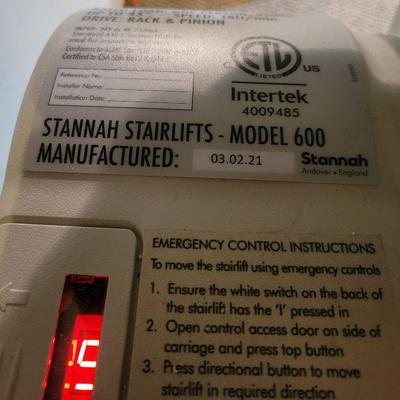 DRIVE: RACK & PINION
Reference No:
Installer Name:
Installation Date:
C ETL US
LISTED
Intertek
4009485
STANNAH STAIRLIFTS - MODEL 600
MANUFACTURED: 03.02.21
Stannah
Andover • England
EMERGENCY CONTROL INSTRUCTIONS
To move the stairlift using emergency controls
1. Ensure the white switch on the back of
the stairlift has the 'I' pressed in
2. Open control access door on side of
carriage and press top button
3. Press directional button to move
stairlift in required direction